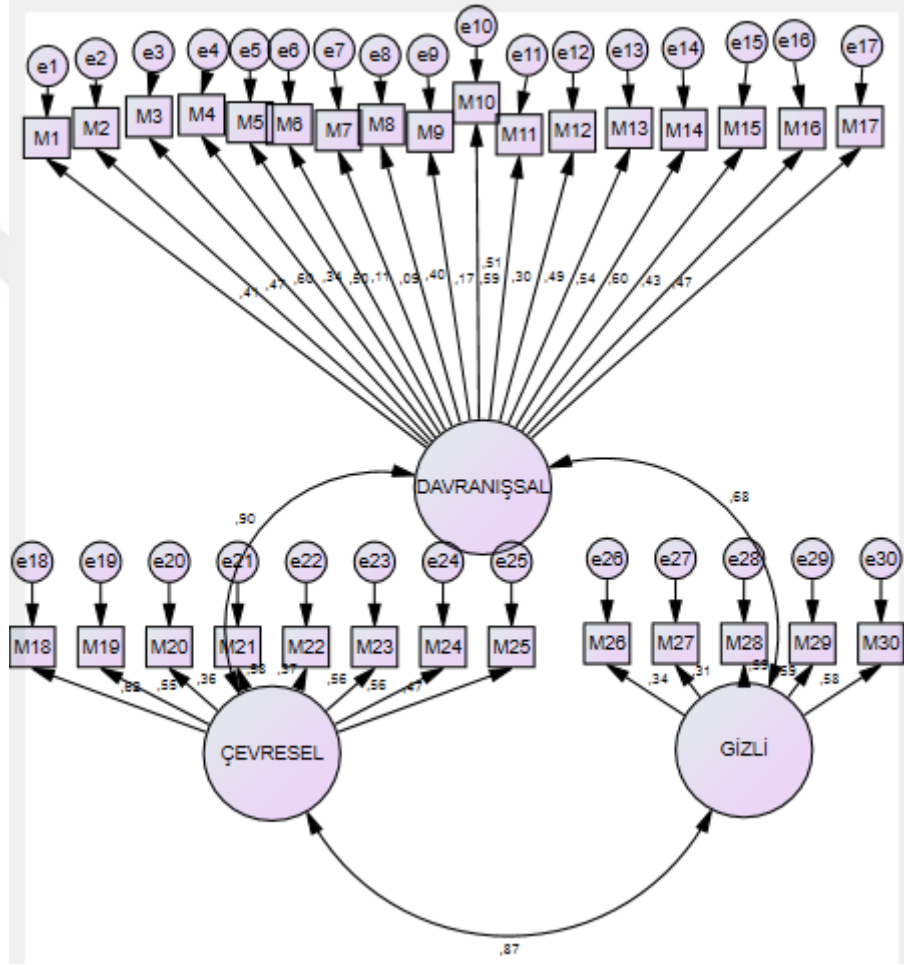 e1 e2 e3 e4 e5 e6 e7 e8 e9 e10 e11 e12 e13 e14 e15 e16 e17
M1 M2 M3 M4 M5 M6 M7 M8 M9 M10 M11 M12 M13 M14 M15 M16 M17
,41 ,47 ,60 ,34 ,50 ,11 ,09 ,40 ,17 ,51 ,59 ,30 ,49 ,54 ,60 ,43 ,47
DAVRANIŞSAL
,90 ,68
e18 e19 e20 e21 e22 e23 e24 e25 e26 e27 e28 e29 e30
M18 M19 M20 M21 M22 M23 M24 M25 M26 M27 M28 M29 M30
,55 ,36 ,58 ,37 ,56 ,56 ,47 ,34 ,31 ,58
ÇEVRESEL
GİZLİ
,87